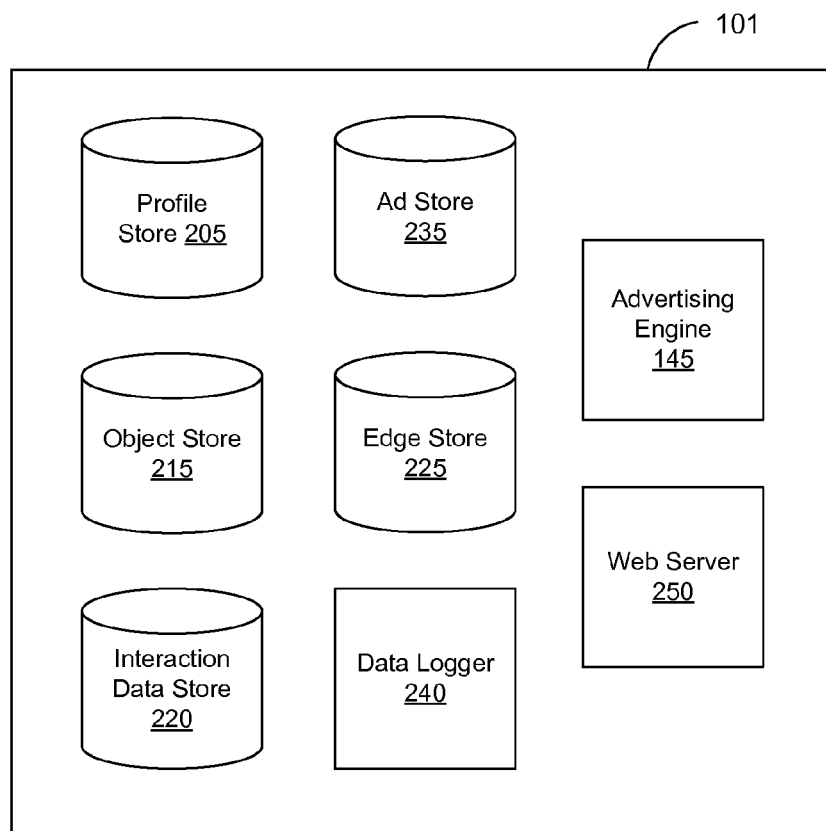 101
Profile
Store 205
Ad Store
235
Advertising
Engine
145
Object Store
215
Edge Store
225
Web Server
250
Interaction
Data Store
220
Data Logger
240